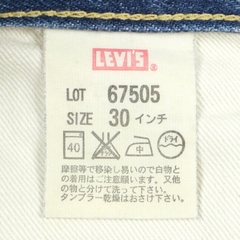 LEVI'S®
LOT 67505
SIZE 30 インチ
40 中 ドライ
摩擦等で移染し易いので白物と
の着用はご注意願います。又他
の物と分けて洗って下さい。
タンブラー乾燥はおさけ下さい。